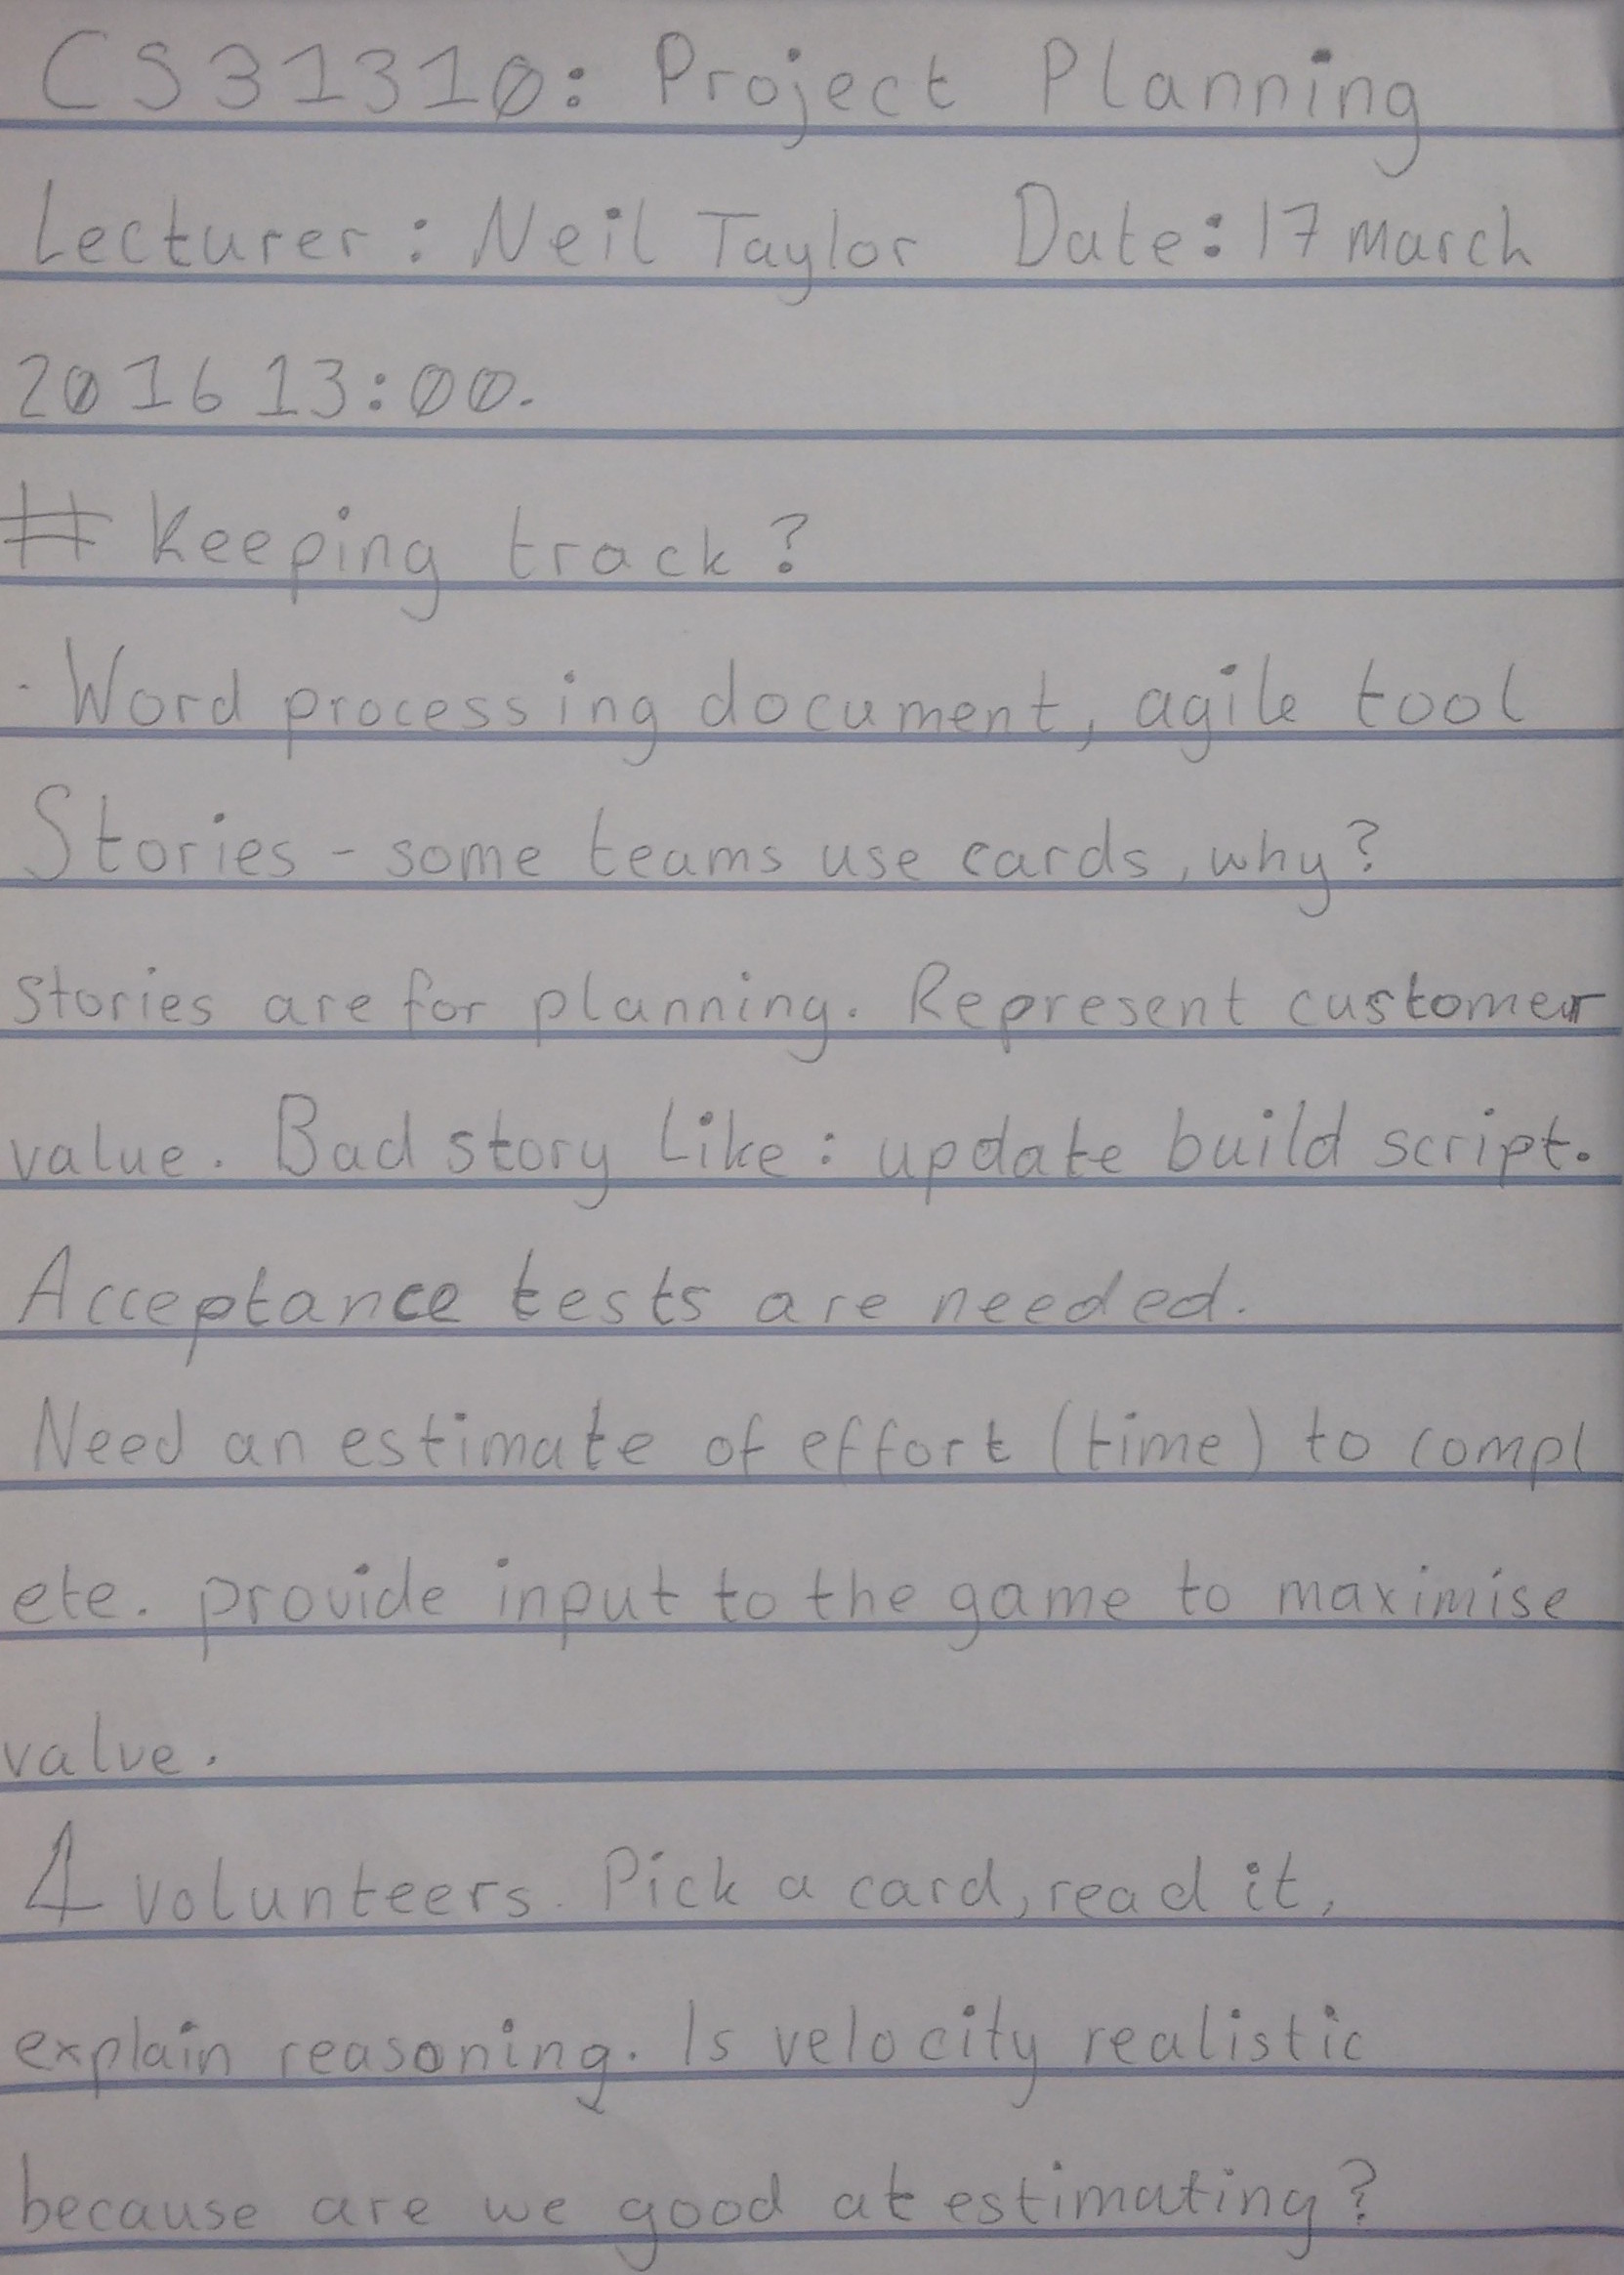 CS31310: Project Planning
Lecturer: Neil Taylor Date: 17 March
2016 13:00.
# Keeping track?
- Word processing document, agile tool
Stories - some teams use cards, why?
Stories are for planning. Represent customer
value. Bad story like: update build script.
Acceptance tests are needed.
Need an estimate of effort (time) to compl
ete. provide input to the game to maximise
value.
4 volunteers. Pick a card, read it,
explain reasoning. Is velocity realistic
because are we good at estimating?